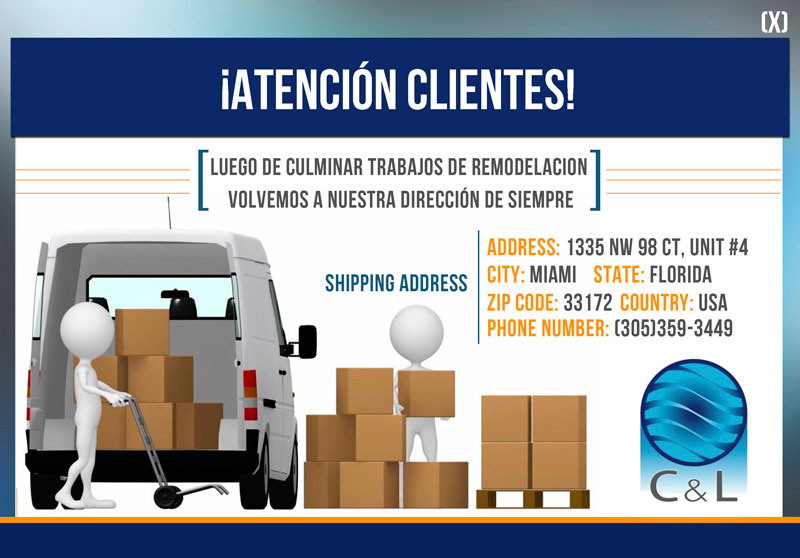 (X)
¡ATENCIÓN CLIENTES!
LUEGO DE CULMINAR TRABAJOS DE REMODELACION
VOLVEMOS A NUESTRA DIRECCIÓN DE SIEMPRE
SHIPPING ADDRESS
ADDRESS: 1335 NW 98 CT, UNIT #4
CITY: MIAMI STATE: FLORIDA
ZIP CODE: 33172 COUNTRY: USA
PHONE NUMBER: (305)359-3449
C & L